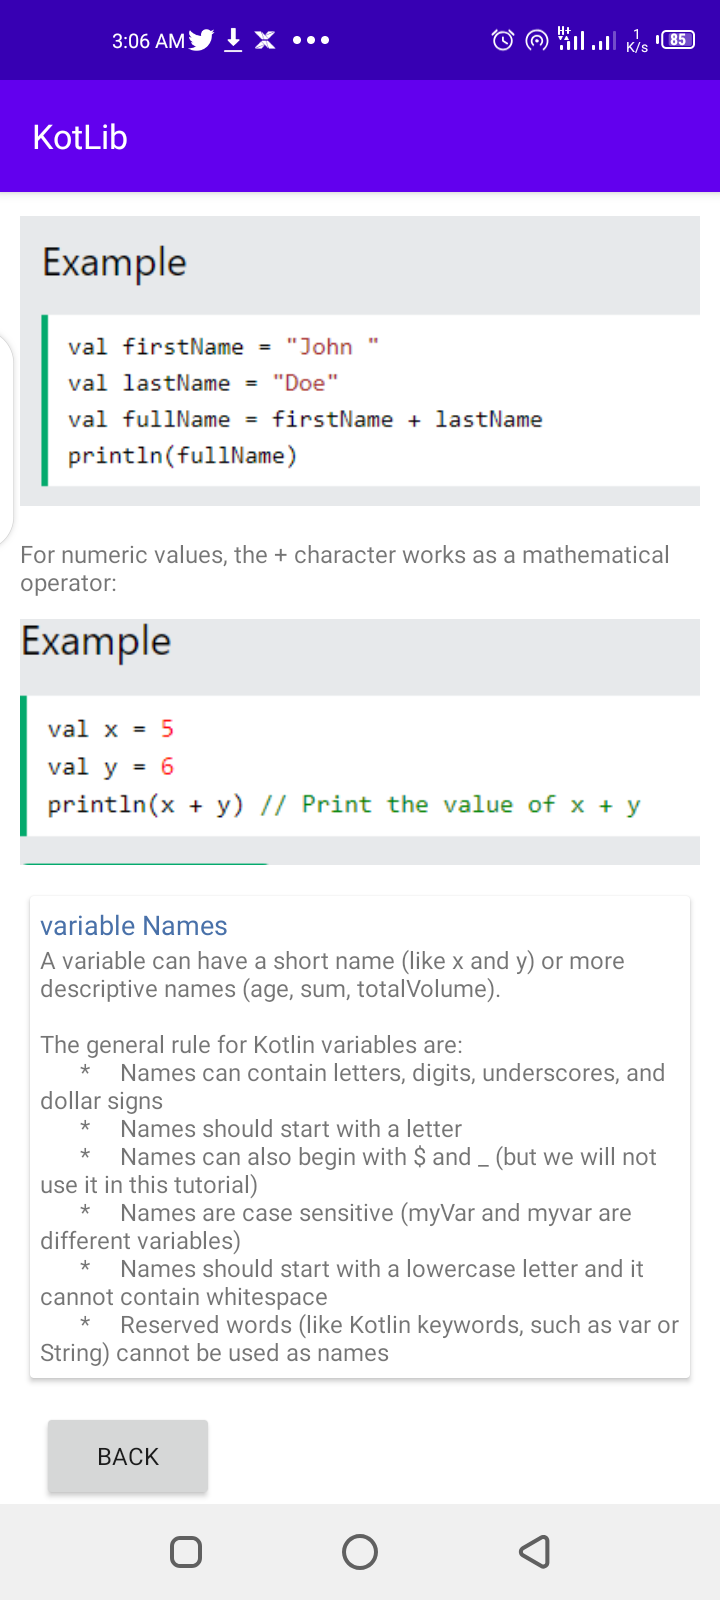 3:06 AM
H+
1
K/s
85
KotLib
Example
val firstName = "John "
val lastName = "Doe"
val fullName = firstName + lastName
println(fullName)
For numeric values, the + character works as a mathematical
operator:
Example
val x = 5
val y = 6
println(x + y) // Print the value of x + y
variable Names
A variable can have a short name (like x and y) or more
descriptive names (age, sum, totalVolume).
The general rule for Kotlin variables are:
* Names can contain letters, digits, underscores, and
dollar signs
* Names should start with a letter
* Names can also begin with $ and _ (but we will not
use it in this tutorial)
* Names are case sensitive (myVar and myvar are
different variables)
* Names should start with a lowercase letter and it
cannot contain whitespace
* Reserved words (like Kotlin keywords, such as var or
String) cannot be used as names
BACK